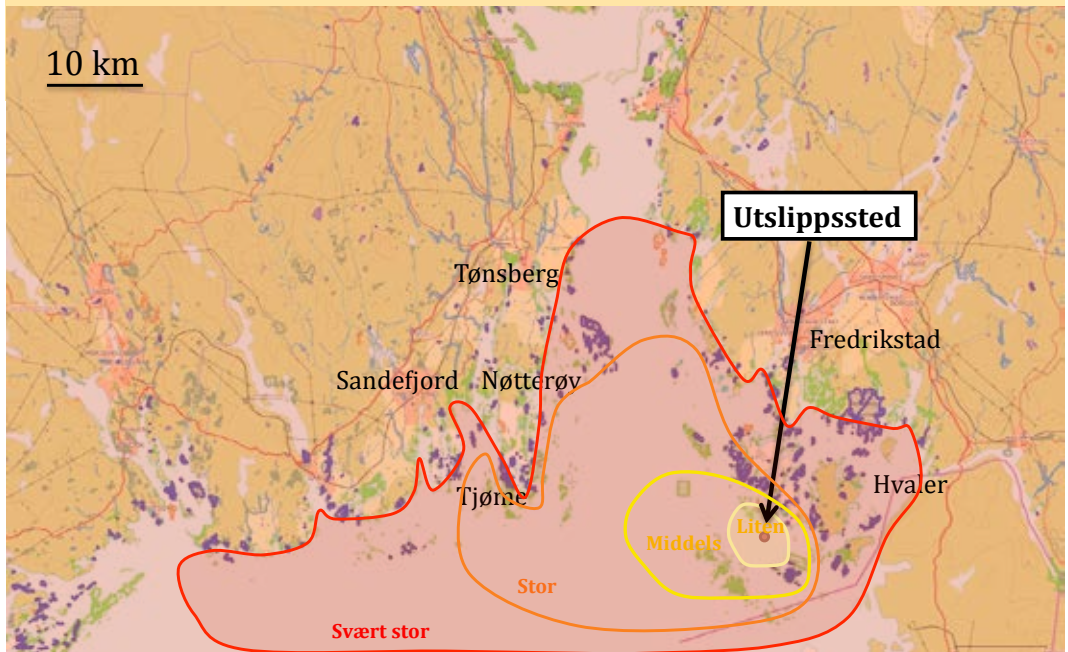 10 km
Utslippssted
Tønsberg
Fredrikstad
Sandefjord
Nøtterøy
Hvaler
Tjøme
Liten
Middels
Stor
Svært stor